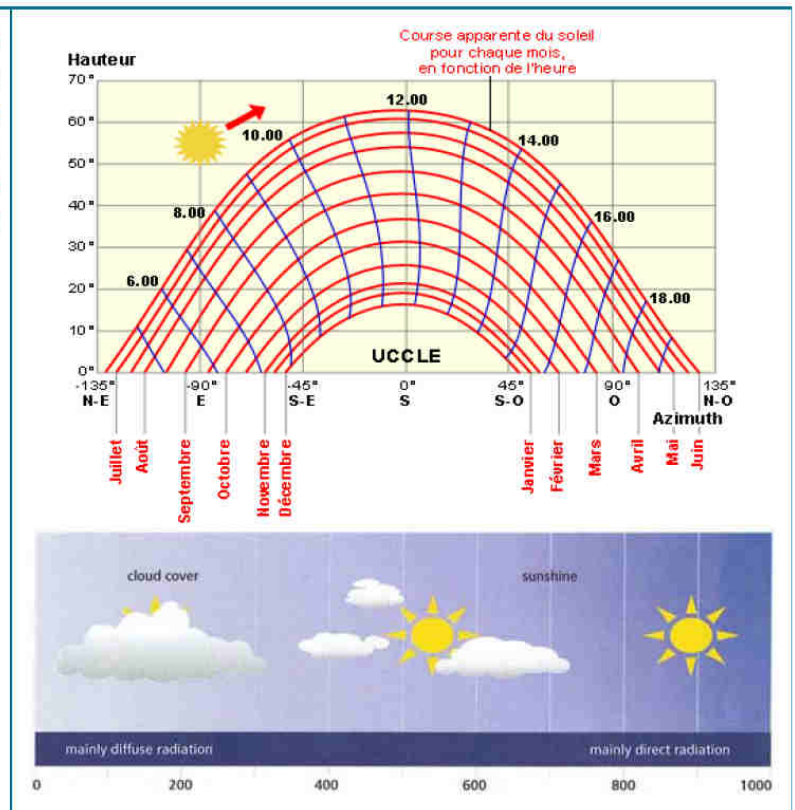 Course apparente du soleil
pour chaque mois,
en fonction de l'heure
Hauteur
70°
60°
50°
40°
30°
20°
10°
0°
6.00
8.00
10.00
12.00
14.00
16.00
18.00
UCCLE
-135° -90° -45° 0° 45° 90° 135°
N-E E S-E S S-O O N-O
Azimuth
Juillet
Août
Septembre
Octobre
Novembre
Décembre
Janvier
Février
Mars
Avril
Mai
Juin
cloud cover sunshine
mainly diffuse radiation mainly direct radiation
0 200 400 600 800 1000